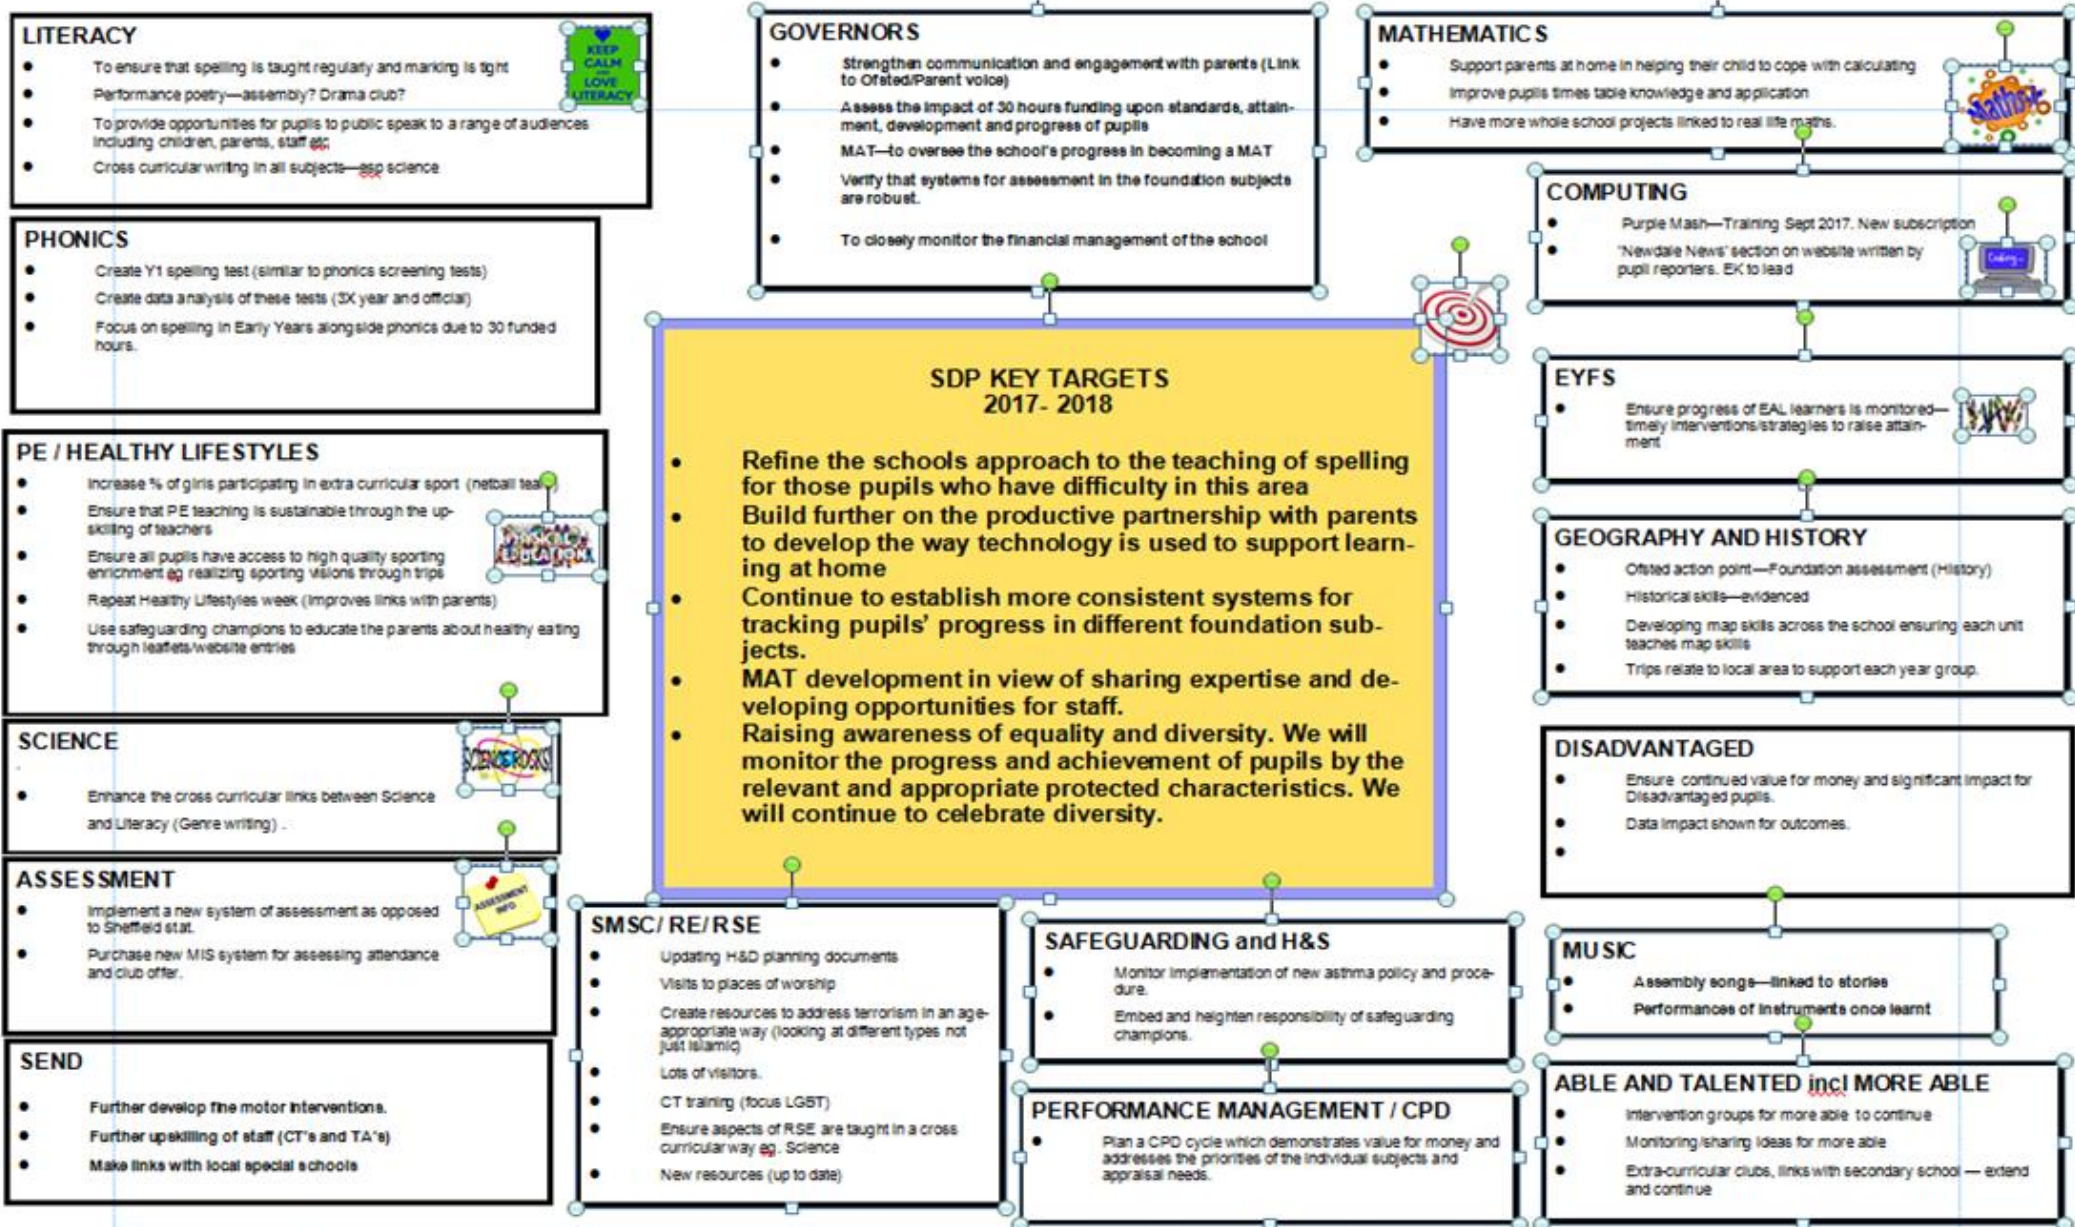 LITERACY
● To ensure that spelling is taught regularly and marking is tight
● Performance poetry—assembly? Drama club?
● To provide opportunities for pupils to public speak to a range of audiences
including children, parents, staff etc
● Cross curricular writing in all subjects—esp science
KEEP
CALM
AND
LOVE
LITERACY
PHONICS
● Create Y1 spelling test (similar to phonics screening tests)
● Create data analysis of these tests (3X year and official)
● Focus on spelling in Early Years alongside phonics due to 30 funded
hours.
PE / HEALTHY LIFESTYLES
● Increase % of girls participating in extra curricular sport (netball team)
● Ensure that PE teaching is sustainable through the up-
skilling of teachers
● Ensure all pupils have access to high quality sporting
enrichment eg realizing sporting visions through trips
● Repeat Healthy Lifestyles week (improves links with parents)
● Use safeguarding champions to educate the parents about healthy eating
through leaflets/website entries
PHYSICAL
EDUCATION
SCIENCE
● Enhance the cross curricular links between Science
and Literacy (Genre writing) .
SCIENCE ROCKS!
ASSESSMENT
● Implement a new system of assessment as opposed
to Sheffield stat.
● Purchase new MIS system for assessing attendance
and club offer.
ASSESSMENT
INFO
SEND
● Further develop fine motor interventions.
● Further upskilling of staff (CT's and TA's)
● Make links with local special schools
GOVERNORS
● Strengthen communication and engagement with parents (Link
to Ofsted/Parent voice)
● Assess the impact of 30 hours funding upon standards, attain-
ment, development and progress of pupils
● MAT—to oversee the school's progress in becoming a MAT
● Verify that systems for assessment in the foundation subjects
are robust.
● To closely monitor the financial management of the school
SDP KEY TARGETS
2017- 2018
● Refine the schools approach to the teaching of spelling
for those pupils who have difficulty in this area
● Build further on the productive partnership with parents
to develop the way technology is used to support learn-
ing at home
● Continue to establish more consistent systems for
tracking pupils' progress in different foundation sub-
jects.
● MAT development in view of sharing expertise and de-
veloping opportunities for staff.
● Raising awareness of equality and diversity. We will
monitor the progress and achievement of pupils by the
relevant and appropriate protected characteristics. We
will continue to celebrate diversity.
SMSC/ RE/ RSE
● Updating H&D planning documents
● Visits to places of worship
● Create resources to address terrorism in an age-
appropriate way (looking at different types not
just Islamic)
● Lots of visitors.
● CT training (focus LGBT)
● Ensure aspects of RSE are taught in a cross
curricular way eg. Science
● New resources (up to date)
SAFEGUARDING and H&S
● Monitor implementation of new asthma policy and proce-
dure.
● Embed and heighten responsibility of safeguarding
champions.
PERFORMANCE MANAGEMENT / CPD
● Plan a CPD cycle which demonstrates value for money and
addresses the priorities of the individual subjects and
appraisal needs.
MATHEMATICS
● Support parents at home in helping their child to cope with calculating
● Improve pupils times table knowledge and application
● Have more whole school projects linked to real life maths.
Maths
COMPUTING
● Purple Mash—Training Sept 2017. New subscription
● 'Newdale News' section on website written by
pupil reporters. EK to lead
Coding...
EYFS
● Ensure progress of EAL learners is monitored—
timely interventions/strategies to raise attain-
ment
GEOGRAPHY AND HISTORY
● Ofsted action point—Foundation assessment (History)
● Historical skills—evidenced
● Developing map skills across the school ensuring each unit
teaches map skills
● Trips relate to local area to support each year group.
DISADVANTAGED
● Ensure continued value for money and significant impact for
Disadvantaged pupils.
● Data impact shown for outcomes.
●
MUSIC
● Assembly songs—linked to stories
● Performances of instruments once learnt
ABLE AND TALENTED incl MORE ABLE
● Intervention groups for more able to continue
● Monitoring/sharing ideas for more able
● Extra-curricular clubs, links with secondary school — extend
and continue